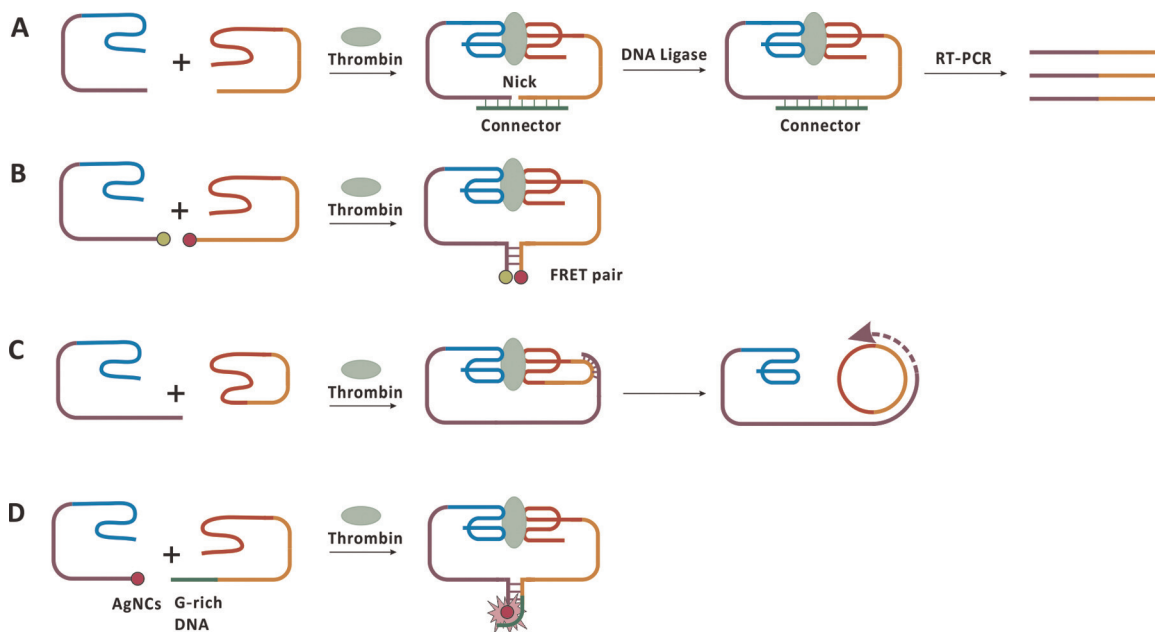 A
Thrombin
Nick
Connector
DNA Ligase
Connector
RT-PCR
B
Thrombin
FRET pair
C
Thrombin
D
AgNCs
G-rich
DNA
Thrombin